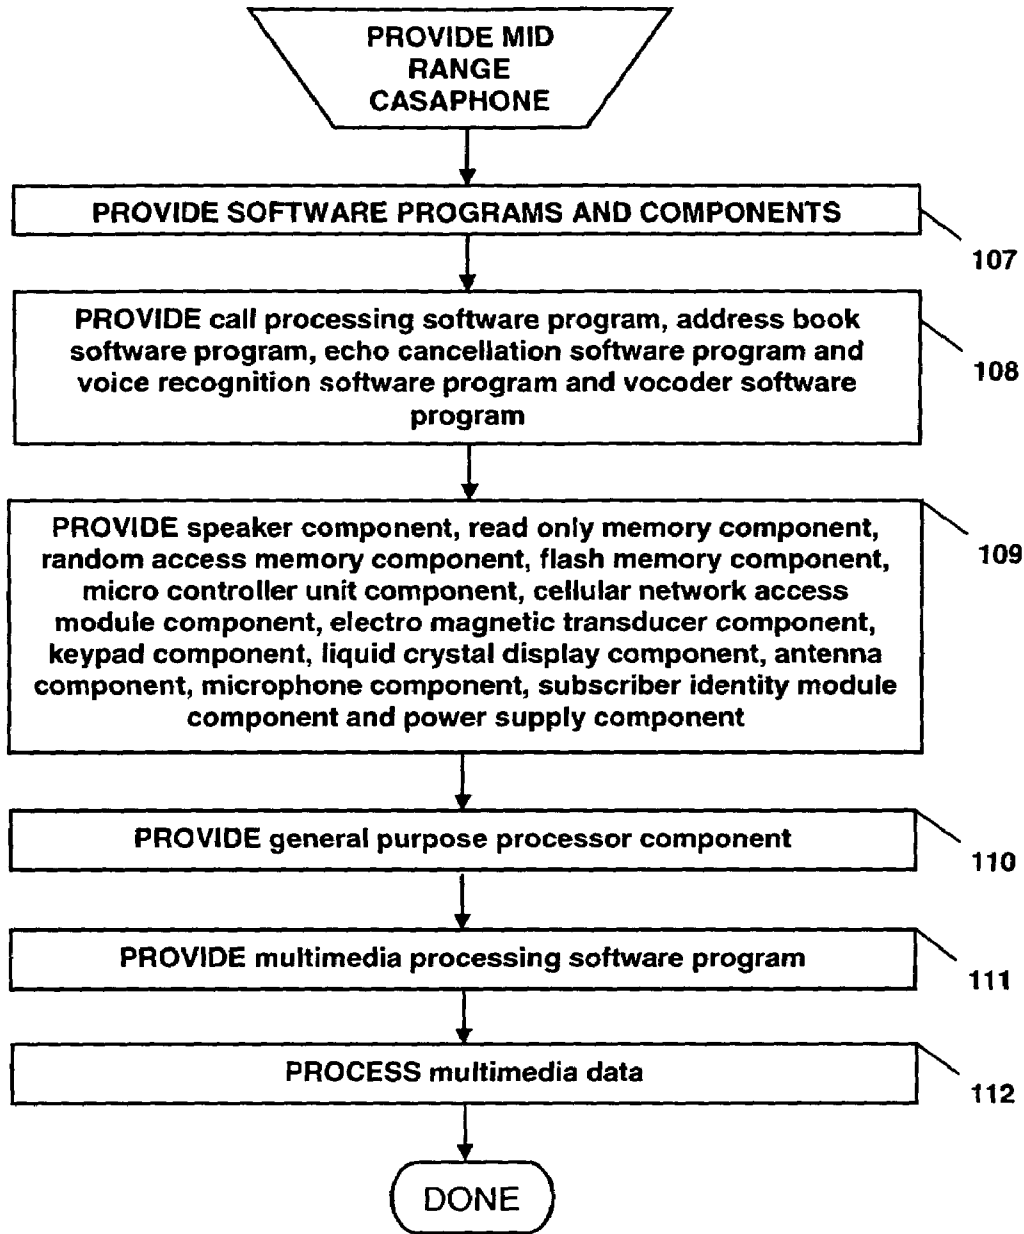 PROVIDE MID
RANGE
CASAPHONE
PROVIDE SOFTWARE PROGRAMS AND COMPONENTS
107
PROVIDE call processing software program, address book
software program, echo cancellation software program and
voice recognition software program and vocoder software
program
108
PROVIDE speaker component, read only memory component,
random access memory component, flash memory component,
micro controller unit component, cellular network access
module component, electro magnetic transducer component,
keypad component, liquid crystal display component, antenna
component, microphone component, subscriber identity module
component and power supply component
109
PROVIDE general purpose processor component
110
PROVIDE multimedia processing software program
111
PROCESS multimedia data
112
DONE